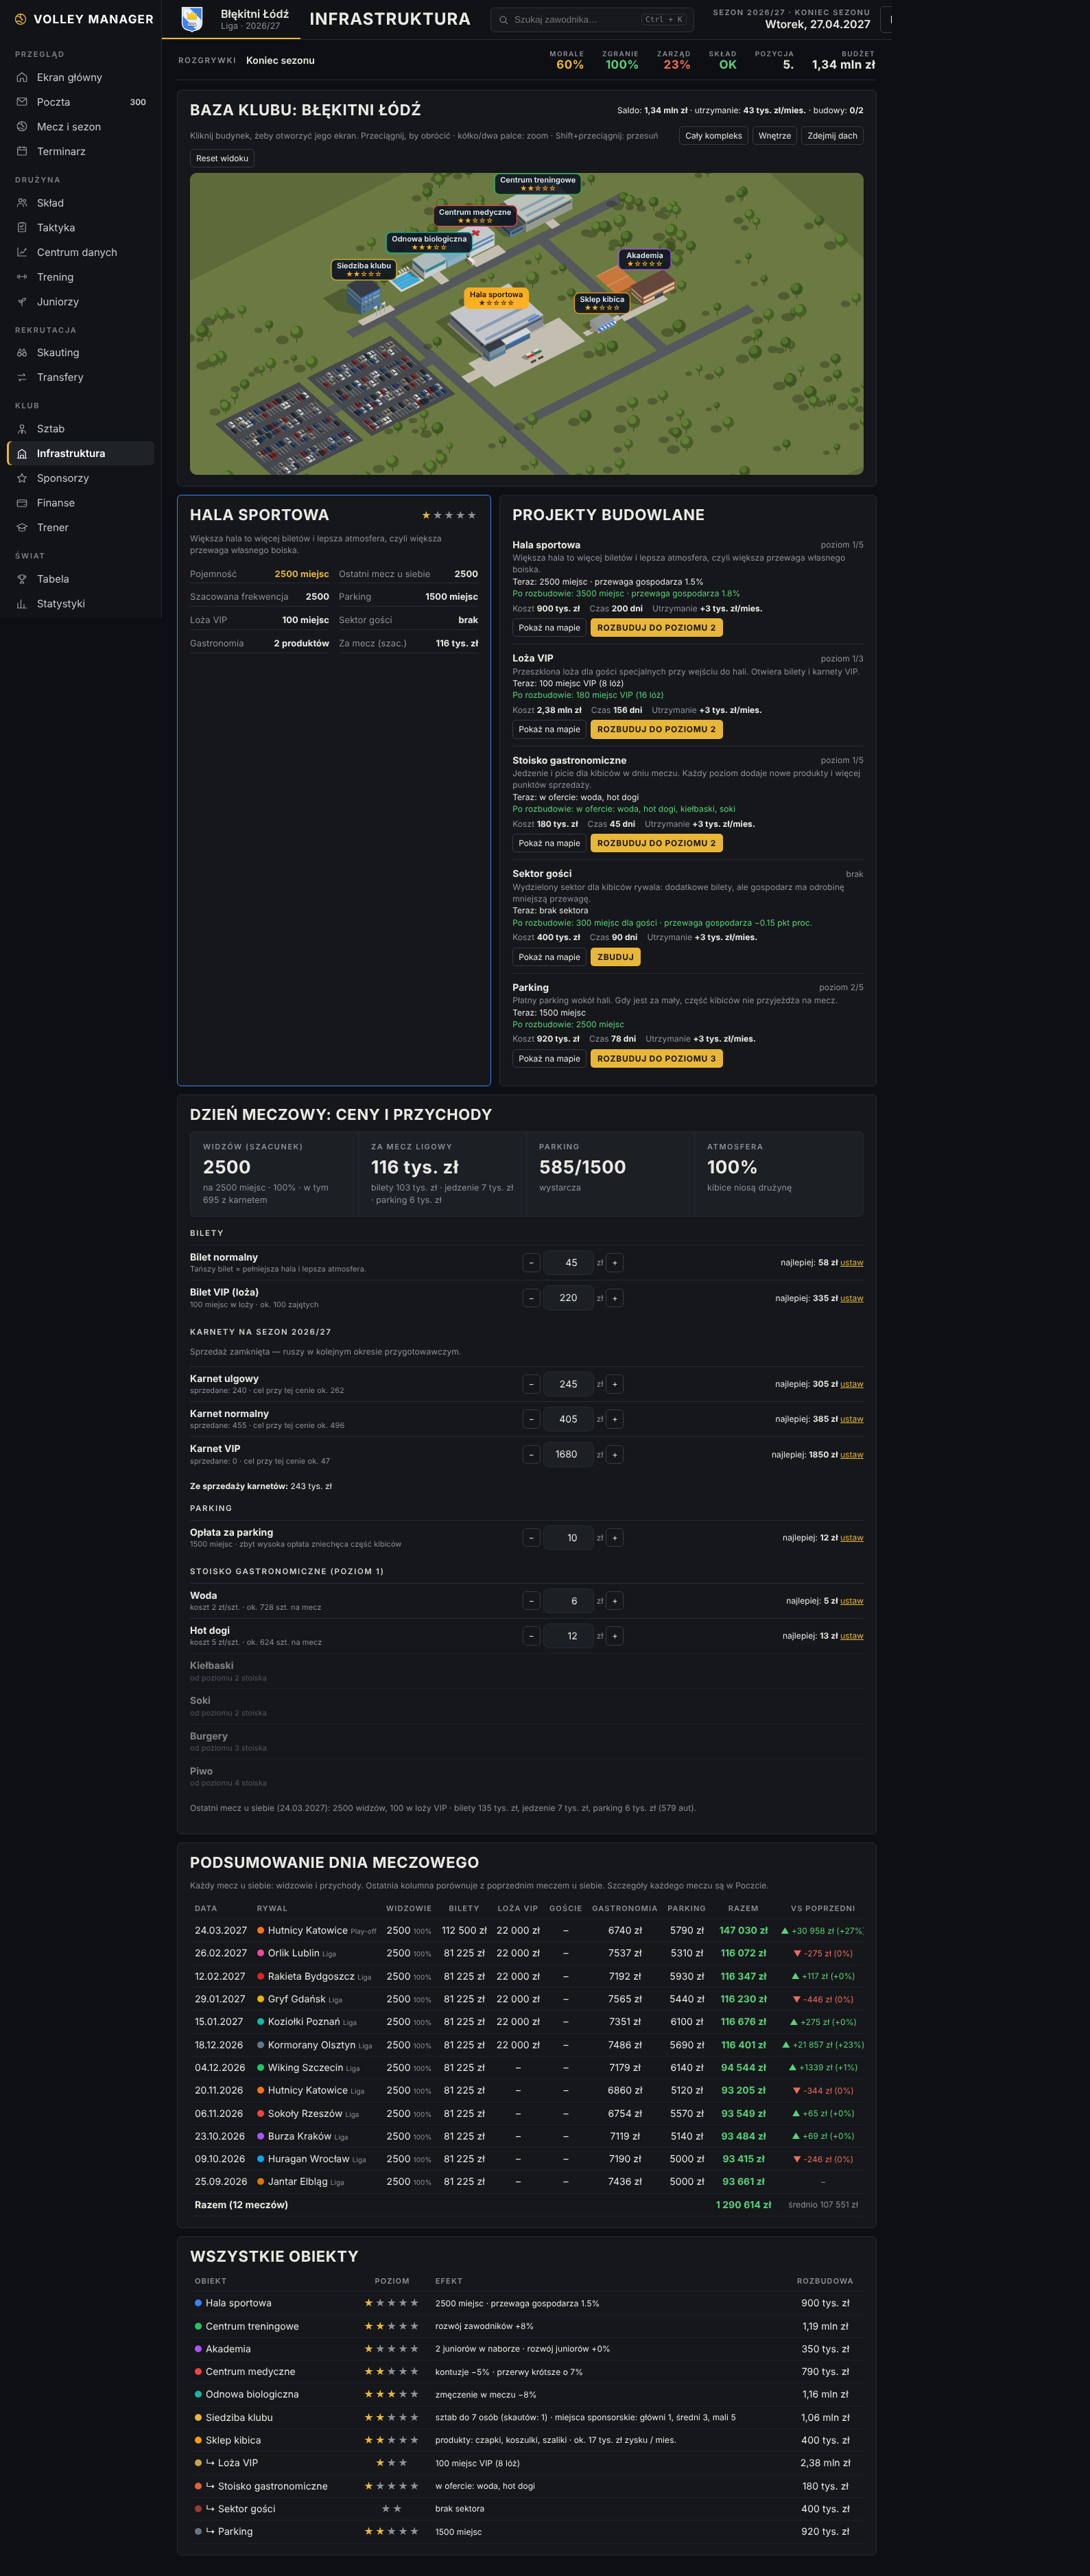 VOLLEY MANAGER
PRZEGLĄD
Ekran główny
Poczta 300
Mecz i sezon
Terminarz
DRUŻYNA
Skład
Taktyka
Centrum danych
Trening
Juniorzy
REKRUTACJA
Skauting
Transfery
KLUB
Sztab
Infrastruktura
Sponsorzy
Finanse
Trener
ŚWIAT
Tabela
Statystyki
Błękitni Łódź
Liga · 2026/27
INFRASTRUKTURA
Szukaj zawodnika... Ctrl + K
SEZON 2026/27 · KONIEC SEZONU
Wtorek, 27.04.2027
ROZGRYWKI Koniec sezonu
MORALE ZGRANIE ZARZĄD SKŁAD POZYCJA BUDŻET
60% 100% 23% OK 5. 1,34 mln zł
BAZA KLUBU: BŁĘKITNI ŁÓDŹ
Saldo: 1,34 mln zł · utrzymanie: 43 tys. zł/mies. · budowy: 0/2
Kliknij budynek, żeby otworzyć jego ekran. Przeciągnij, by obrócić · kółko/dwa palce: zoom · Shift+przeciągnij: przesuń
Cały kompleks Wnętrze Zdejmij dach
Reset widoku
Centrum treningowe
★★☆☆☆
Centrum medyczne
★★☆☆☆
Odnowa biologiczna
★★★☆☆
Akademia
★☆☆☆☆
Siedziba klubu
★★☆☆☆
Hala sportowa
★☆☆☆☆
Sklep kibica
★★☆☆☆
HALA SPORTOWA ★★★★★
Większa hala to więcej biletów i lepsza atmosfera, czyli większa
przewaga własnego boiska.
Pojemność 2500 miejsc Ostatni mecz u siebie 2500
Szacowana frekwencja 2500 Parking 1500 miejsc
Loża VIP 100 miejsc Sektor gości brak
Gastronomia 2 produktów Za mecz (szac.) 116 tys. zł
PROJEKTY BUDOWLANE
Hala sportowa poziom 1/5
Większa hala to więcej biletów i lepsza atmosfera, czyli większa przewaga własnego
boiska.
Teraz: 2500 miejsc · przewaga gospodarza 1.5%
Po rozbudowie: 3500 miejsc · przewaga gospodarza 1.8%
Koszt 900 tys. zł Czas 200 dni Utrzymanie +3 tys. zł/mies.
Pokaż na mapie ROZBUDUJ DO POZIOMU 2
Loża VIP poziom 1/3
Przeszklona loża dla gości specjalnych przy wejściu do hali. Otwiera bilety i karnety VIP.
Teraz: 100 miejsc VIP (8 lóż)
Po rozbudowie: 180 miejsc VIP (16 lóż)
Koszt 2,38 mln zł Czas 156 dni Utrzymanie +3 tys. zł/mies.
Pokaż na mapie ROZBUDUJ DO POZIOMU 2
Stoisko gastronomiczne poziom 1/5
Jedzenie i picie dla kibiców w dniu meczu. Każdy poziom dodaje nowe produkty i więcej
punktów sprzedaży.
Teraz: w ofercie: woda, hot dogi
Po rozbudowie: w ofercie: woda, hot dogi, kiełbaski, soki
Koszt 180 tys. zł Czas 45 dni Utrzymanie +3 tys. zł/mies.
Pokaż na mapie ROZBUDUJ DO POZIOMU 2
Sektor gości brak
Wydzielony sektor dla kibiców rywala: dodatkowe bilety, ale gospodarz ma odrobinę
mniejszą przewagę.
Teraz: brak sektora
Po rozbudowie: 300 miejsc dla gości · przewaga gospodarza −0.15 pkt proc.
Koszt 400 tys. zł Czas 90 dni Utrzymanie +3 tys. zł/mies.
Pokaż na mapie ZBUDUJ
Parking poziom 2/5
Płatny parking wokół hali. Gdy jest za mały, część kibiców nie przyjeżdża na mecz.
Teraz: 1500 miejsc
Po rozbudowie: 2500 miejsc
Koszt 920 tys. zł Czas 78 dni Utrzymanie +3 tys. zł/mies.
Pokaż na mapie ROZBUDUJ DO POZIOMU 3
DZIEŃ MECZOWY: CENY I PRZYCHODY
WIDZÓW (SZACUNEK) ZA MECZ LIGOWY PARKING ATMOSFERA
2500 116 tys. zł 585/1500 100%
na 2500 miejsc · 100% · w tym bilety 103 tys. zł · jedzenie 7 tys. zł wystarcza kibice niosą drużynę
695 z karnetem · parking 6 tys. zł
BILETY
Bilet normalny − 45 zł + najlepiej: 58 zł ustaw
Tańszy bilet = pełniejsza hala i lepsza atmosfera.
Bilet VIP (loża) − 220 zł + najlepiej: 335 zł ustaw
100 miejsc w loży · ok. 100 zajętych
KARNETY NA SEZON 2026/27
Sprzedaż zamknięta — ruszy w kolejnym okresie przygotowawczym.
Karnet ulgowy − 245 zł + najlepiej: 305 zł ustaw
sprzedane: 240 · cel przy tej cenie ok. 262
Karnet normalny − 405 zł + najlepiej: 385 zł ustaw
sprzedane: 455 · cel przy tej cenie ok. 496
Karnet VIP − 1680 zł + najlepiej: 1850 zł ustaw
sprzedane: 0 · cel przy tej cenie ok. 47
Ze sprzedaży karnetów: 243 tys. zł
PARKING
Opłata za parking − 10 zł + najlepiej: 12 zł ustaw
1500 miejsc · zbyt wysoka opłata zniechęca część kibiców
STOISKO GASTRONOMICZNE (POZIOM 1)
Woda − 6 zł + najlepiej: 5 zł ustaw
koszt 2 zł/szt. · ok. 728 szt. na mecz
Hot dogi − 12 zł + najlepiej: 13 zł ustaw
koszt 5 zł/szt. · ok. 624 szt. na mecz
Kiełbaski
od poziomu 2 stoiska
Soki
od poziomu 2 stoiska
Burgery
od poziomu 3 stoiska
Piwo
od poziomu 4 stoiska
Ostatni mecz u siebie (24.03.2027): 2500 widzów, 100 w loży VIP · bilety 135 tys. zł, jedzenie 7 tys. zł, parking 6 tys. zł (579 aut).
PODSUMOWANIE DNIA MECZOWEGO
Każdy mecz u siebie: widzowie i przychody. Ostatnia kolumna porównuje z poprzednim meczem u siebie. Szczegóły każdego meczu są w Poczcie.
DATA RYWAL WIDZOWIE BILETY LOŻA VIP GOŚCIE GASTRONOMIA PARKING RAZEM VS POPRZEDNI
24.03.2027 Hutnicy Katowice Play-off 2500 100% 112 500 zł 22 000 zł – 6740 zł 5790 zł 147 030 zł ▲ +30 958 zł (+27%)
26.02.2027 Orlik Lublin Liga 2500 100% 81 225 zł 22 000 zł – 7537 zł 5310 zł 116 072 zł ▼ -275 zł (0%)
12.02.2027 Rakieta Bydgoszcz Liga 2500 100% 81 225 zł 22 000 zł – 7192 zł 5930 zł 116 347 zł ▲ +117 zł (+0%)
29.01.2027 Gryf Gdańsk Liga 2500 100% 81 225 zł 22 000 zł – 7565 zł 5440 zł 116 230 zł ▼ -446 zł (0%)
15.01.2027 Koziołki Poznań Liga 2500 100% 81 225 zł 22 000 zł – 7351 zł 6100 zł 116 676 zł ▲ +275 zł (+0%)
18.12.2026 Kormorany Olsztyn Liga 2500 100% 81 225 zł 22 000 zł – 7486 zł 5690 zł 116 401 zł ▲ +21 857 zł (+23%)
04.12.2026 Wiking Szczecin Liga 2500 100% 81 225 zł – – 7179 zł 6140 zł 94 544 zł ▲ +1339 zł (+1%)
20.11.2026 Hutnicy Katowice Liga 2500 100% 81 225 zł – – 6860 zł 5120 zł 93 205 zł ▼ -344 zł (0%)
06.11.2026 Sokoły Rzeszów Liga 2500 100% 81 225 zł – – 6754 zł 5570 zł 93 549 zł ▲ +65 zł (+0%)
23.10.2026 Burza Kraków Liga 2500 100% 81 225 zł – – 7119 zł 5140 zł 93 484 zł ▲ +69 zł (+0%)
09.10.2026 Huragan Wrocław Liga 2500 100% 81 225 zł – – 7190 zł 5000 zł 93 415 zł ▼ -246 zł (0%)
25.09.2026 Jantar Elbląg Liga 2500 100% 81 225 zł – – 7436 zł 5000 zł 93 661 zł –
Razem (12 meczów) 1 290 614 zł średnio 107 551 zł
WSZYSTKIE OBIEKTY
OBIEKT POZIOM EFEKT ROZBUDOWA
Hala sportowa ★★★★★ 2500 miejsc · przewaga gospodarza 1.5% 900 tys. zł
Centrum treningowe ★★★★★ rozwój zawodników +8% 1,19 mln zł
Akademia ★★★★★ 2 juniorów w naborze · rozwój juniorów +0% 350 tys. zł
Centrum medyczne ★★★★★ kontuzje −5% · przerwy krótsze o 7% 790 tys. zł
Odnowa biologiczna ★★★★★ zmęczenie w meczu −8% 1,16 mln zł
Siedziba klubu ★★★★★ sztab do 7 osób (skautów: 1) · miejsca sponsorskie: główni 1, średni 3, mali 5 1,06 mln zł
Sklep kibica ★★★★★ produkty: czapki, koszulki, szaliki · ok. 17 tys. zł zysku / mies. 400 tys. zł
↳ Loża VIP ★★★ 100 miejsc VIP (8 lóż) 2,38 mln zł
↳ Stoisko gastronomiczne ★★★★★ w ofercie: woda, hot dogi 180 tys. zł
↳ Sektor gości ★★ brak sektora 400 tys. zł
↳ Parking ★★★★★ 1500 miejsc 920 tys. zł